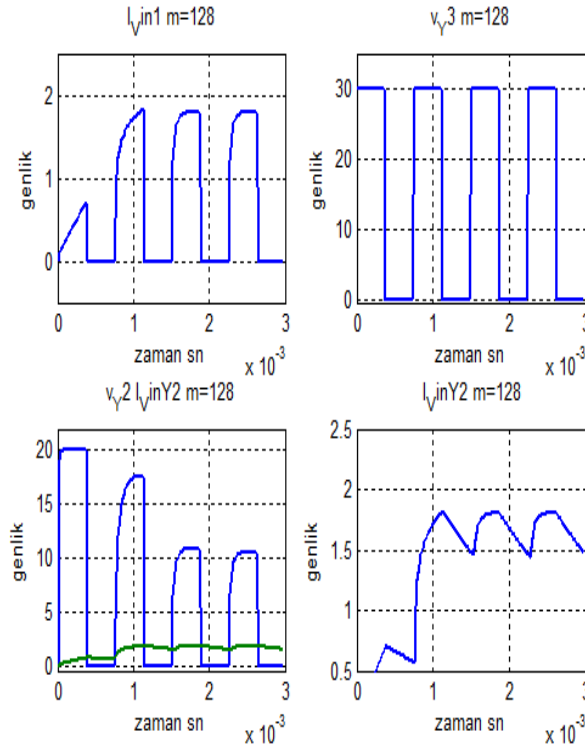 I_Vin1 m=128
genlik
2
1
0
0 1 2 3
zaman sn
x 10^-3
v_Y3 m=128
genlik
30
20
10
0
0 1 2 3
zaman sn
x 10^-3
v_Y2 I_VinY2 m=128
genlik
20
15
10
5
0
0 1 2 3
zaman sn
x 10^-3
I_VinY2 m=128
genlik
2.5
2
1.5
1
0.5
0 1 2 3
zaman sn
x 10^-3